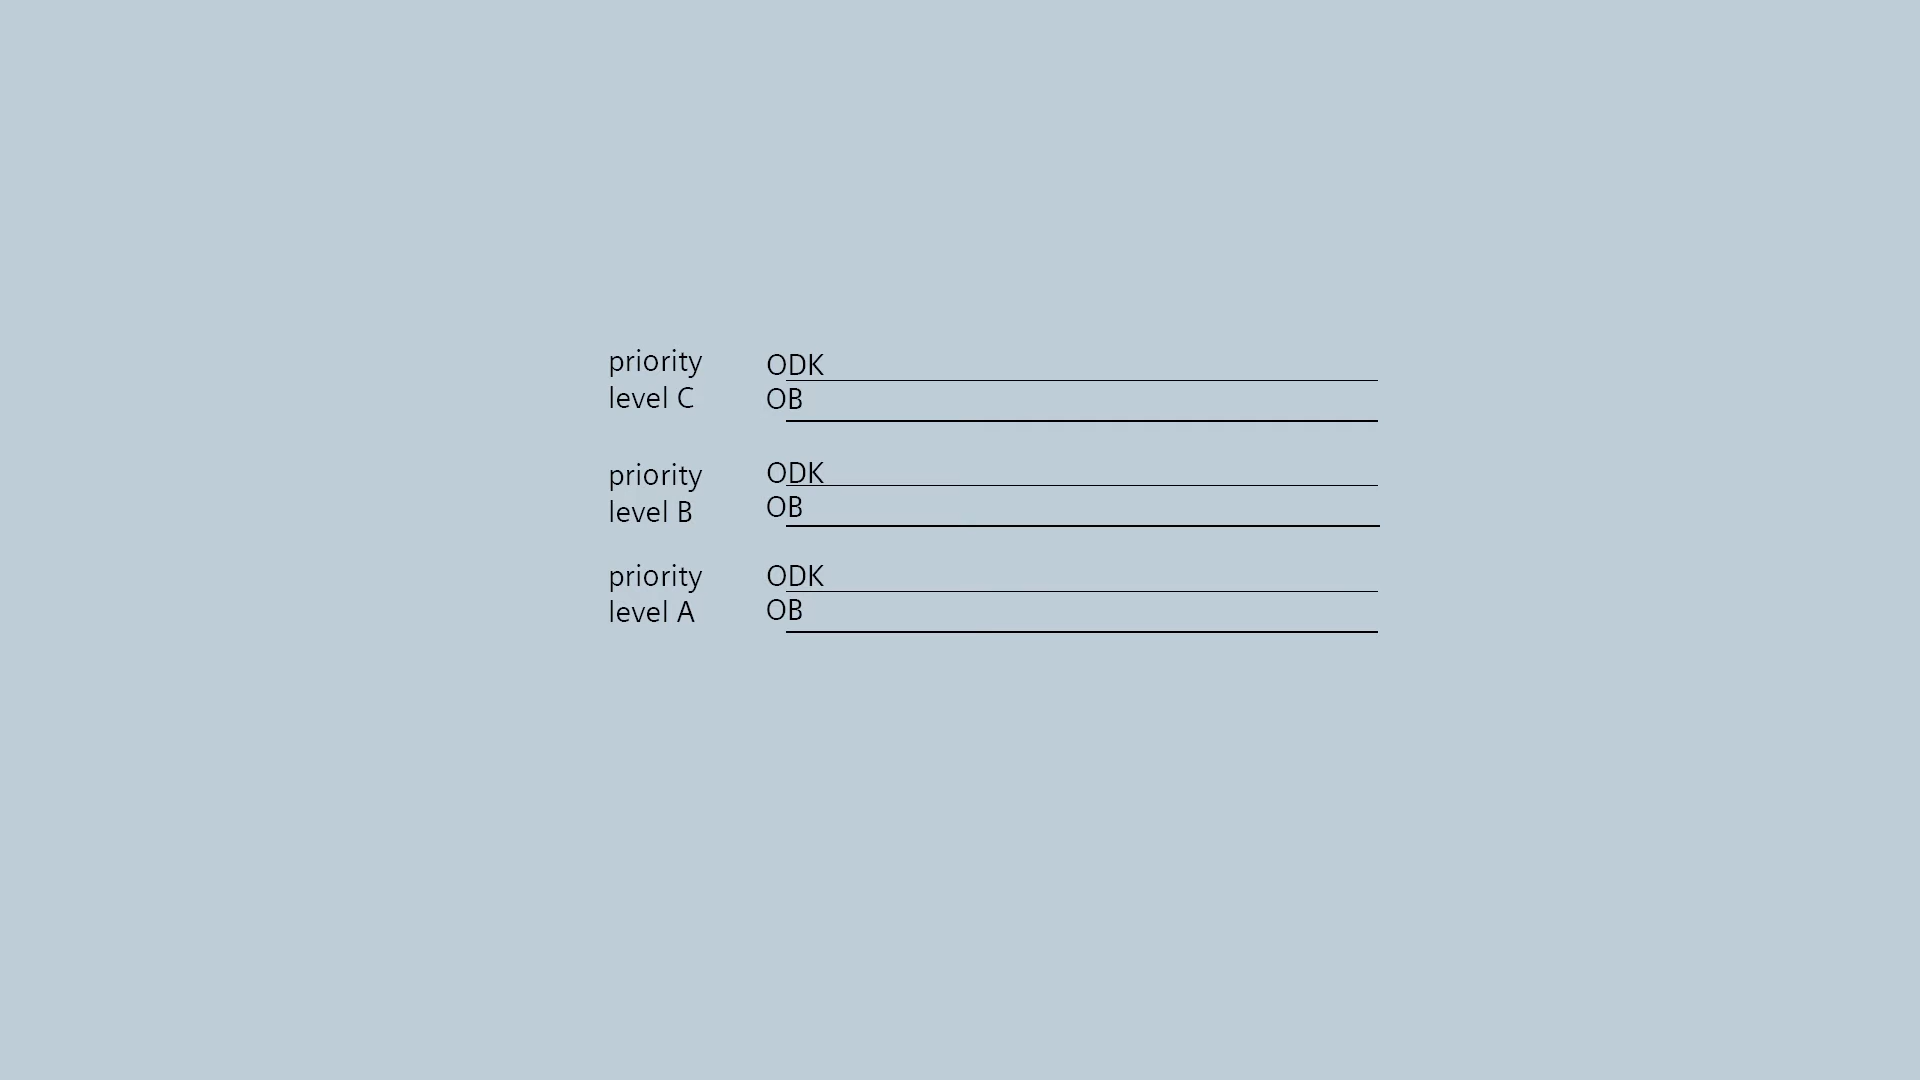 priority
level C
ODK
OB
priority
level B
ODK
OB
priority
level A
ODK
OB